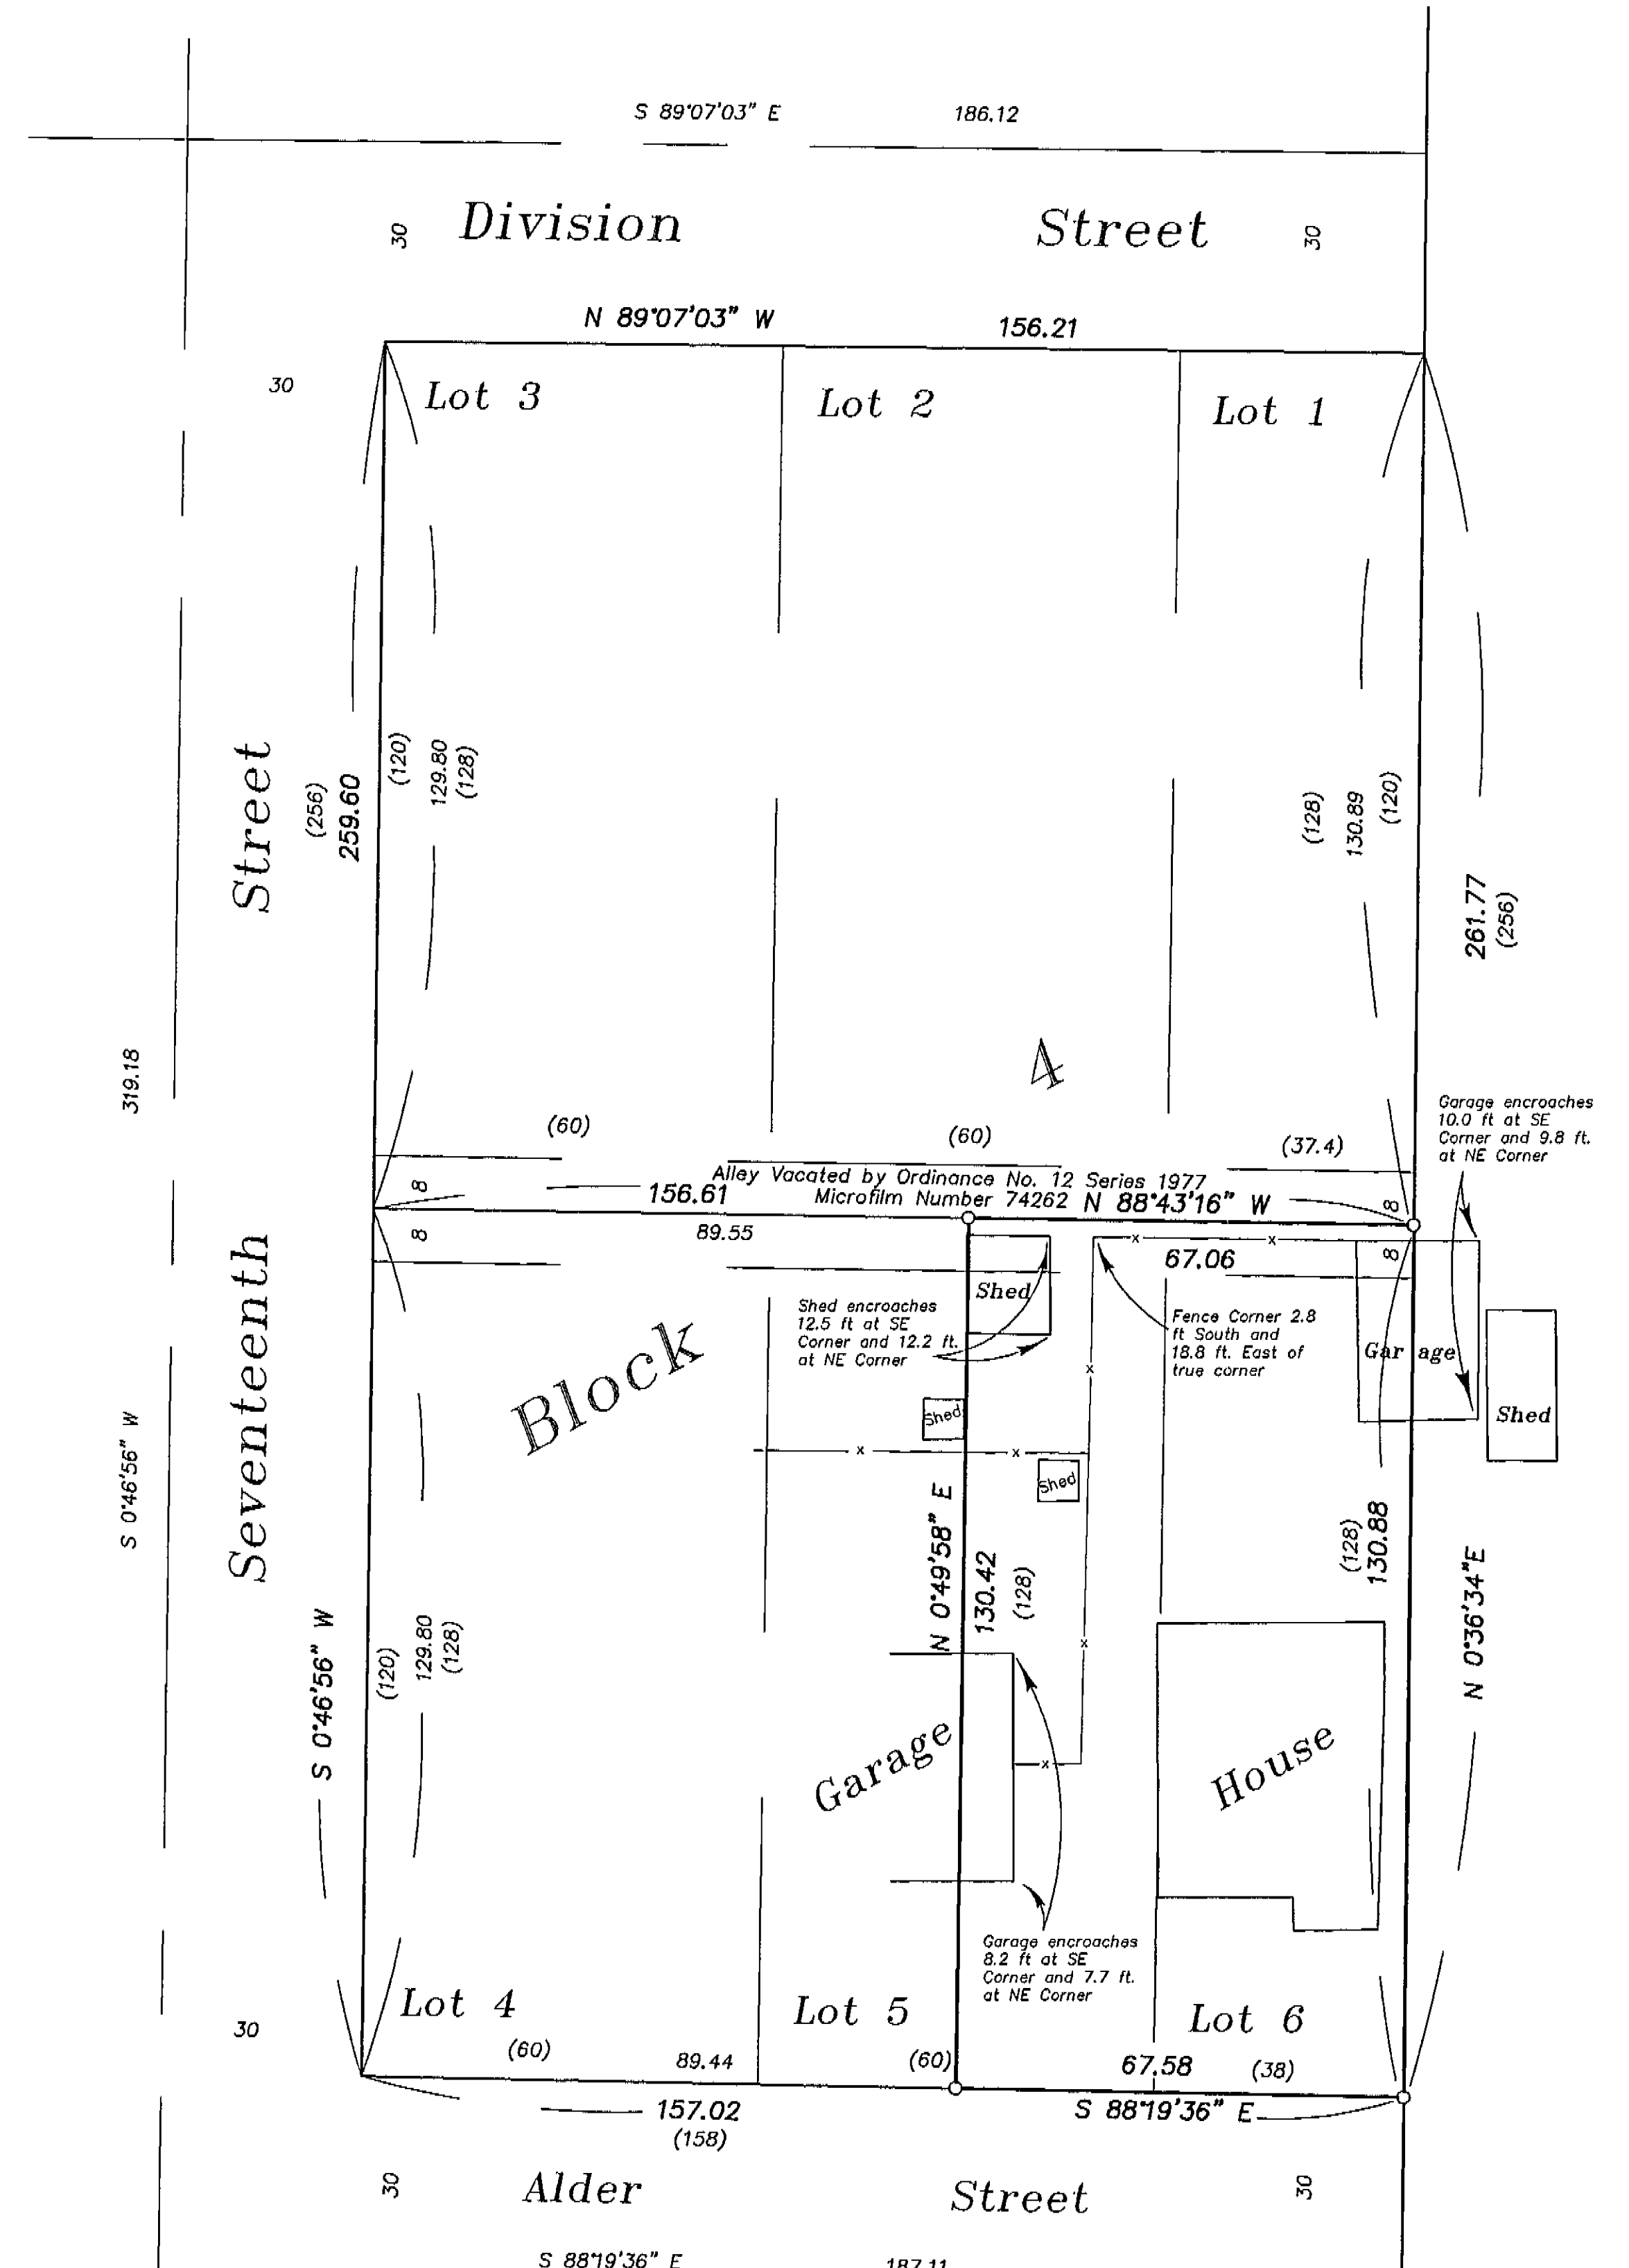 S 89°07'03" E 186.12
30 Division Street 30
N 89°07'03" W 156.21
30
Lot 3 Lot 2 Lot 1
Seventeenth Street
(256)
259.60
(120)
129.80
(128)
(128)
130.89
(120)
261.77
(256)
319.18
S 0°46'56" W
4
Garage encroaches
10.0 ft at SE
Corner and 9.8 ft.
at NE Corner
(60) (60) (37.4)
Alley Vacated by Ordinance No. 12 Series 1977
Microfilm Number 74262
8 156.61 N 88°43'16" W 8
8 89.55 67.06 8
Shed
Shed encroaches
12.5 ft at SE
Corner and 12.2 ft.
at NE Corner
Fence Corner 2.8
ft South and
18.8 ft. East of
true corner
Garage
Shed
Block
Shed
Shed
N 0°49'58" E
130.42
(128)
(128)
130.88
N 0°36'34"E
S 0°46'56" W
(120)
129.80
(128)
Garage
House
Garage encroaches
8.2 ft at SE
Corner and 7.7 ft.
at NE Corner
Lot 4 Lot 5 Lot 6
30
(60) 89.44 (60) 67.58 (38)
157.02
(158)
S 88°19'36" E
30 Alder Street 30
S 88°19'36" E 187.11